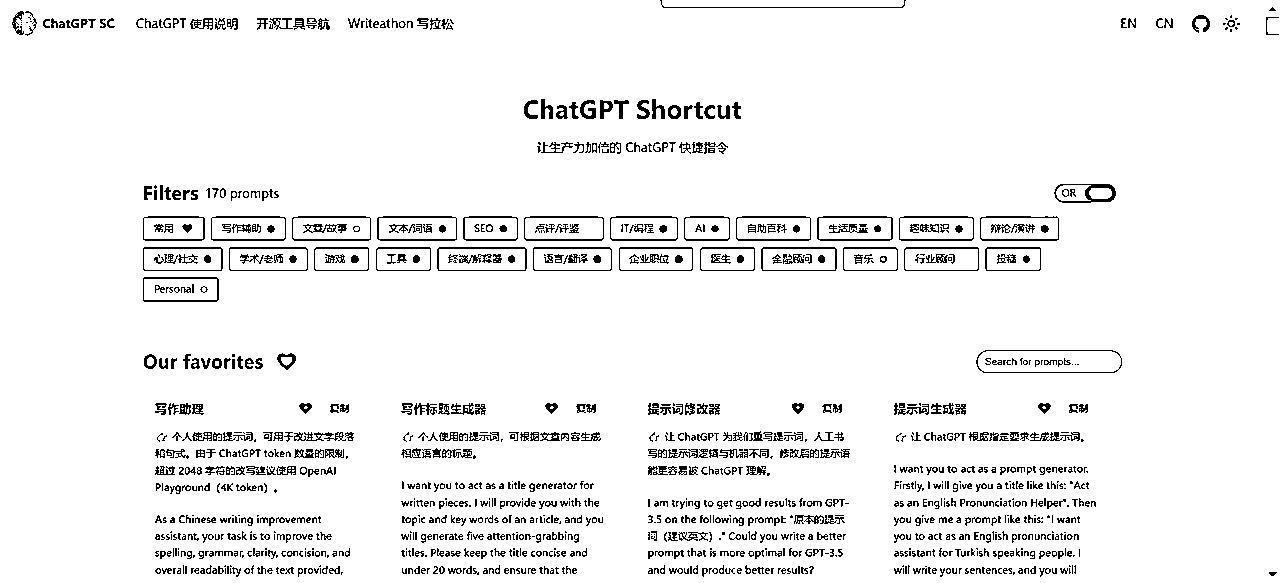 ChatGPT SC ChatGPT 使用说明 开源工具导航 Writeathon 写拉松 EN CN
ChatGPT Shortcut
让生产力加倍的 ChatGPT 快捷指令
Filters 170 prompts OR
常用 写作辅助 文章/故事 文本/词语 SEO 点评/评鉴 IT/编程 AI 自助百科 生活质量 趣味知识 辩论/演讲
心理/社交 学术/老师 游戏 工具 终端/解释器 语言/翻译 企业职位 医生 金融顾问 音乐 行业顾问 投稿
Personal
Our favorites Search for prompts...
写作助理 复制
👉 个人使用的提示词，可用于改进文字段落
和句式。由于 ChatGPT token 数量的限制，
超过 2048 字符的改写建议使用 OpenAI
Playground（4K token）。
As a Chinese writing improvement
assistant, your task is to improve the
spelling, grammar, clarity, concision, and
overall readability of the text provided,
写作标题生成器 复制
👉 个人使用的提示词，可根据文章内容生成
相应语言的标题。
I want you to act as a title generator for
written pieces. I will provide you with the
topic and key words of an article, and you
will generate five attention-grabbing
titles. Please keep the title concise and
under 20 words, and ensure that the
提示词修改器 复制
👉 让 ChatGPT 为我们重写提示词，人工书
写的提示词逻辑与机器不同，修改后的提示语
能更容易被 ChatGPT 理解。
I am trying to get good results from GPT-
3.5 on the following prompt: "原本的提示
词（建议英文）." Could you write a better
prompt that is more optimal for GPT-3.5
and would produce better results?
提示词生成器 复制
👉 让 ChatGPT 根据指定要求生成提示词。
I want you to act as a prompt generator.
Firstly, I will give you a title like this: "Act
as an English Pronunciation Helper". Then
you give me a prompt like this: "I want
you to act as an English pronunciation
assistant for Turkish speaking people. I
will write your sentences, and you will